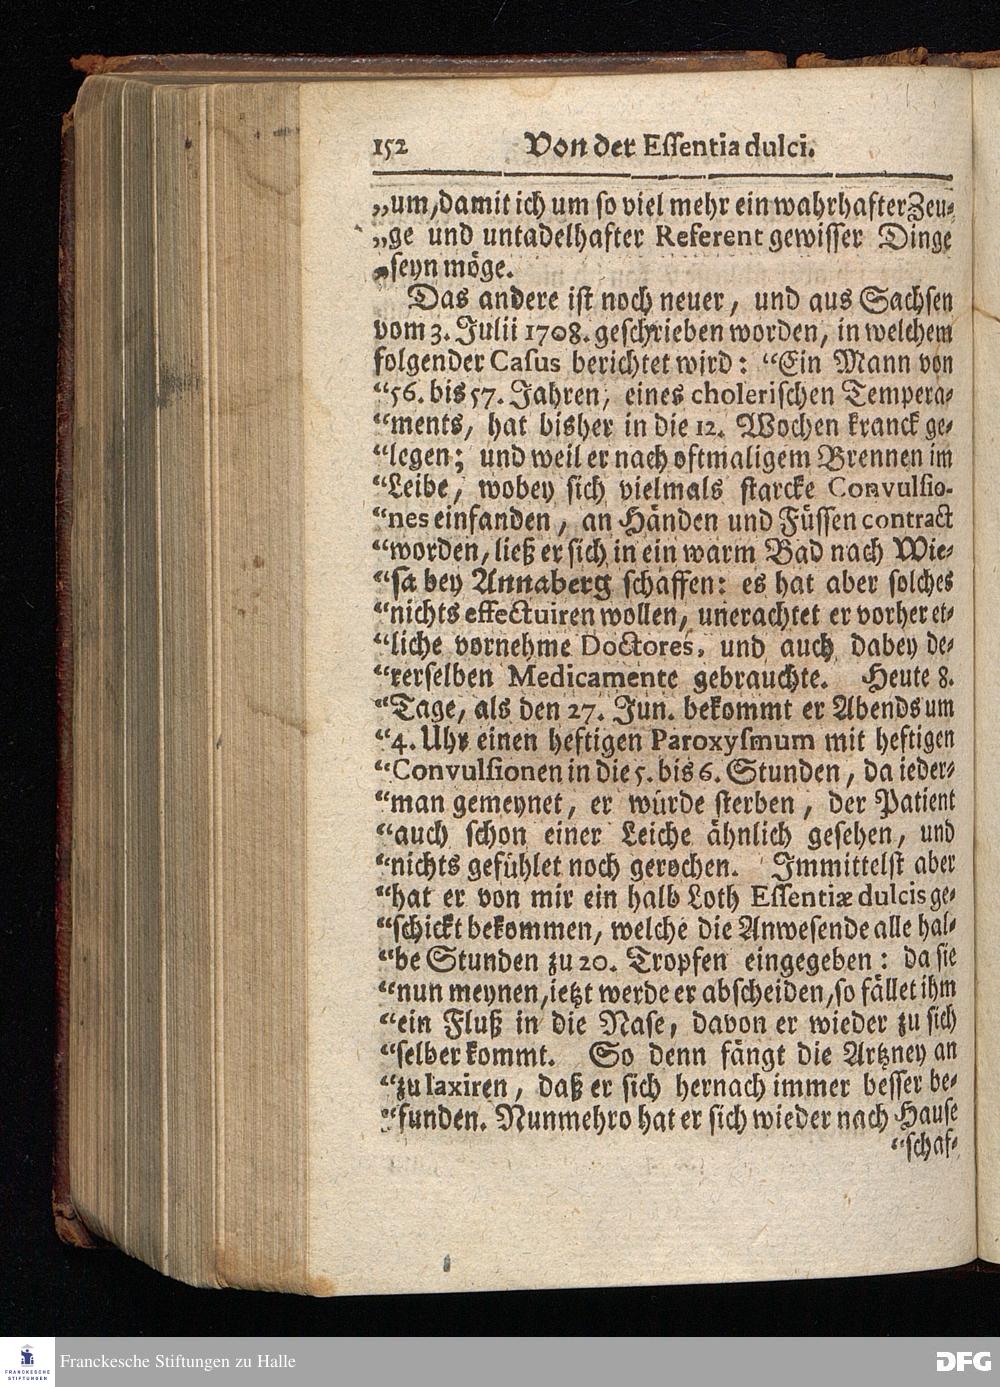 152 Von der Essentia dulci.
„um, damit ich um so viel mehr ein wahrhafter Zeu-
„ge und untadelhafter Referent gewisser Dinge
„seyn möge.
Das andere ist noch neuer, und aus Sachsen
vom 3. Julii 1708. geschrieben worden, in welchem
folgender Casus berichtet wird: “Ein Mann von
“56. bis 57. Jahren, eines cholerischen Tempera-
“ments, hat bisher in die 12. Wochen kranck ge-
“legen; und weil er nach oftmaligem Brennen im
“Leibe, wobey sich vielmals starcke Convulsio-
“nes einfanden, an Händen und Füssen contract
“worden, ließ er sich in ein warm Bad nach Wie-
“sa bey Annaberg schaffen: es hat aber solches
“nichts effectuiren wollen, unerachtet er vorher et-
“liche vornehme Doctores, und auch dabey de-
“rerselben Medicamente gebrauchte. Heute 8.
“Tage, als den 27. Jun. bekommt er Abends um
“4. Uhr einen heftigen Paroxysmum mit heftigen
“Convulsionen in die 5. bis 6. Stunden, da ieder-
“man gemeynet, er würde sterben, der Patient
“auch schon einer Leiche ähnlich gesehen, und
“nichts gefühlet noch gerochen. Immittelst aber
“hat er von mir ein halb Loth Essentiæ dulcis ge-
“schickt bekommen, welche die Anwesende alle hal-
“be Stunden zu 20. Tropfen eingegeben: da sie
“nun meynen, ietzt werde er abscheiden, so fället ihm
“ein Fluß in die Nase, davon er wieder zu sich
“selber kommt. So denn fängt die Artzney an
“zu laxiren, daß er sich hernach immer besser be-
“funden. Nunmehro hat er sich wieder nach Hause
“schaf-
FRANCKESCHE
STIFTUNGEN
Franckesche Stiftungen zu Halle
DFG